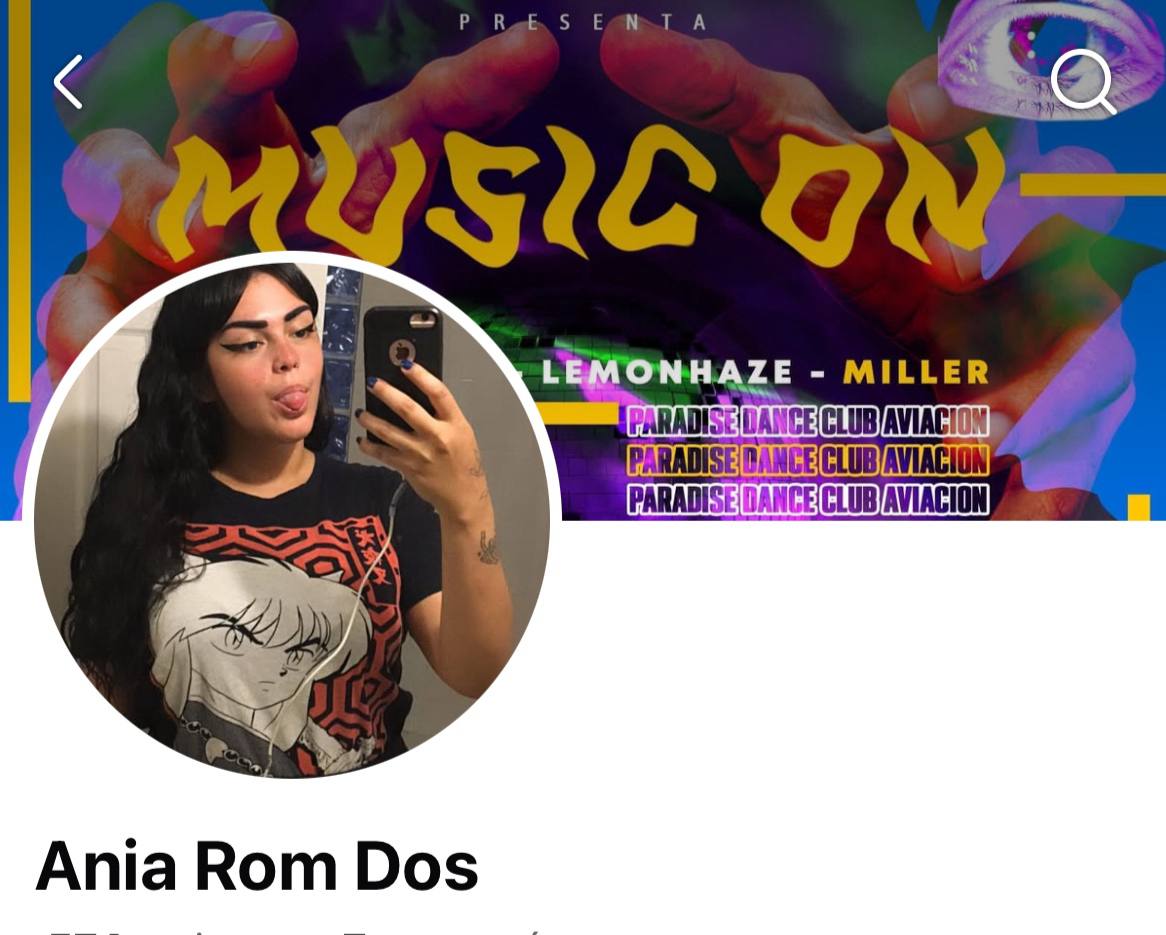 PRESENTA
MUSIC ON
- LEMONHAZE - MILLER
PARADISE DANCE CLUB AVIACION
PARADISE DANCE CLUB AVIACION
PARADISE DANCE CLUB AVIACION
Ania Rom Dos